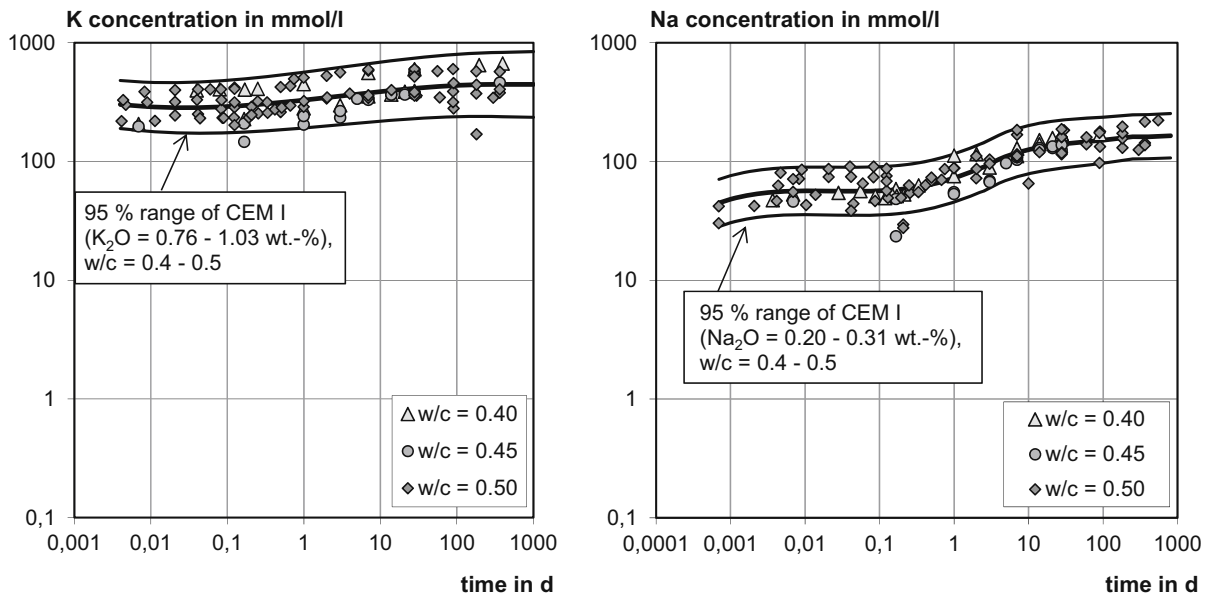 K concentration in mmol/l
1000
100
10
1
0,1
0,001
0,01
0,1
1
10
100
1000
time in d
95 % range of CEM I
(K₂O = 0.76 - 1.03 wt.-%),
w/c = 0.4 - 0.5
w/c = 0.40
w/c = 0.45
w/c = 0.50
Na concentration in mmol/l
1000
100
10
1
0,1
0,0001
0,001
0,01
0,1
1
10
100
1000
time in d
95 % range of CEM I
(Na₂O = 0.20 - 0.31 wt.-%),
w/c = 0.4 - 0.5
w/c = 0.40
w/c = 0.45
w/c = 0.50